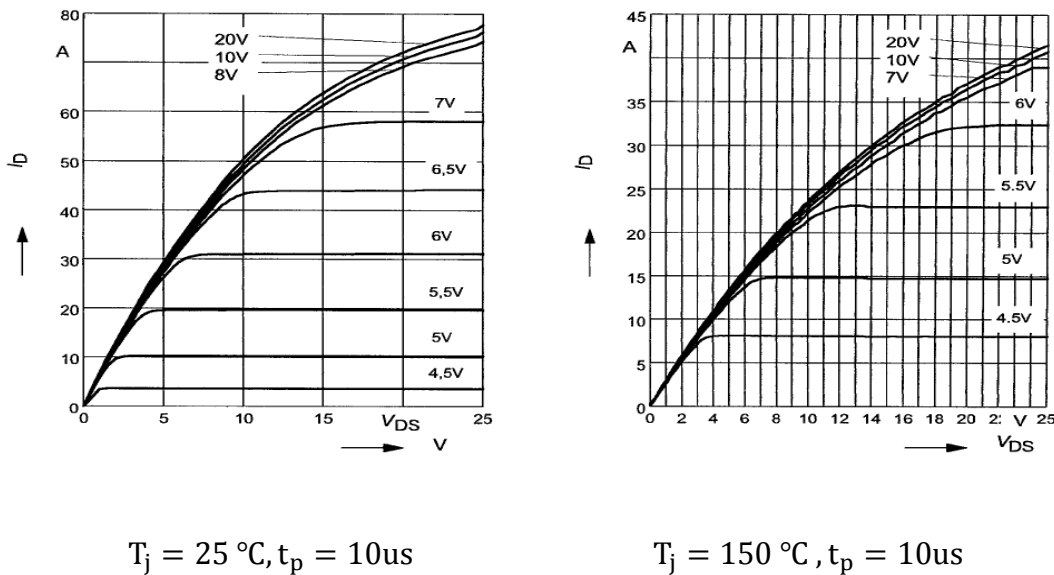 80
A
70
60
50
40
30
20
10
0
I_D
20V
10V
8V
7V
6,5V
6V
5,5V
5V
4,5V
0 5 10 15 V_DS 25
V
45
A
35
30
25
20
15
10
5
0
I_D
20V
10V
7V
6V
5.5V
5V
4.5V
0 2 4 6 8 10 12 14 16 18 20 2: V 25
V_DS
T_j = 25 °C, t_p = 10us
T_j = 150 °C , t_p = 10us